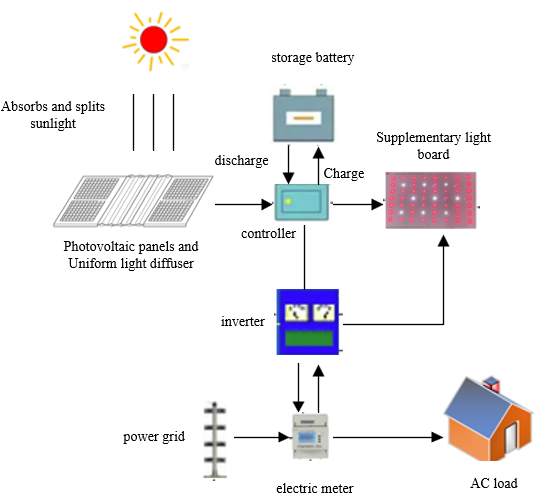 storage battery
Absorbs and splits
sunlight
Supplementary light
board
discharge
Charge
controller
Photovoltaic panels and
Uniform light diffuser
inverter
power grid
electric meter
AC load